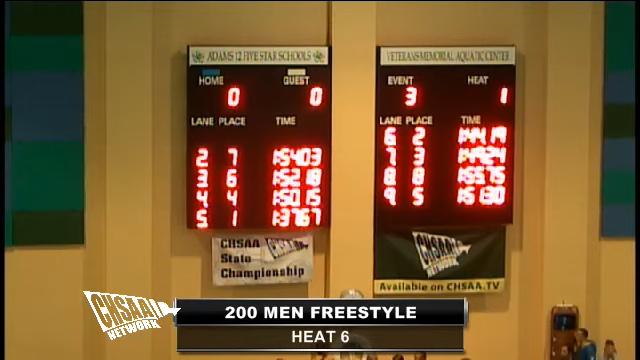 ADAMS 12 FIVE STAR SCHOOLS
HOME GUEST
0 0
LANE PLACE TIME
2 7 1:54.03
3 6 1:52.18
4 4 1:50.15
5 1 1:37.67
VETERANS MEMORIAL AQUATIC CENTER
EVENT HEAT
3 1
LANE PLACE TIME
6 2 1:44.19
7 3 1:49.24
8 8 1:55.75
9 5 1:51.30
CHSAA
State
Championship
CHSAA
Available on CHSAA.TV
CHSAA
NETWORK
200 MEN FREESTYLE
HEAT 6